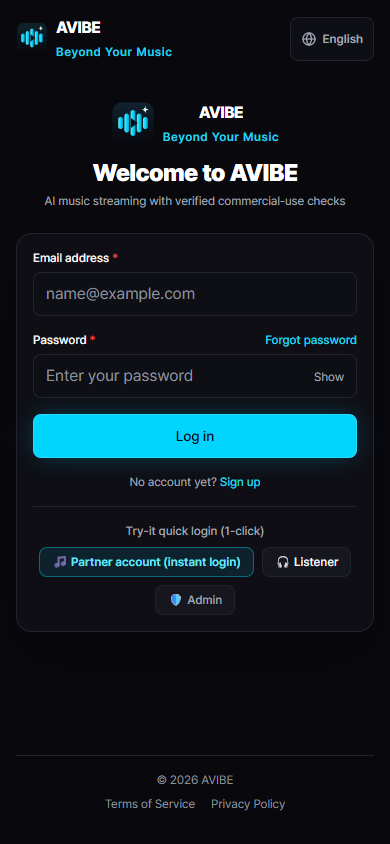 AVIBE
Beyond Your Music
English
AVIBE
Beyond Your Music
Welcome to AVIBE
AI music streaming with verified commercial-use checks
Email address *
name@example.com
Password * Forgot password
Enter your password Show
Log in
No account yet? Sign up
Try-it quick login (1-click)
🎵 Partner account (instant login) 🎧 Listener
🛡️ Admin
© 2026 AVIBE
Terms of Service Privacy Policy